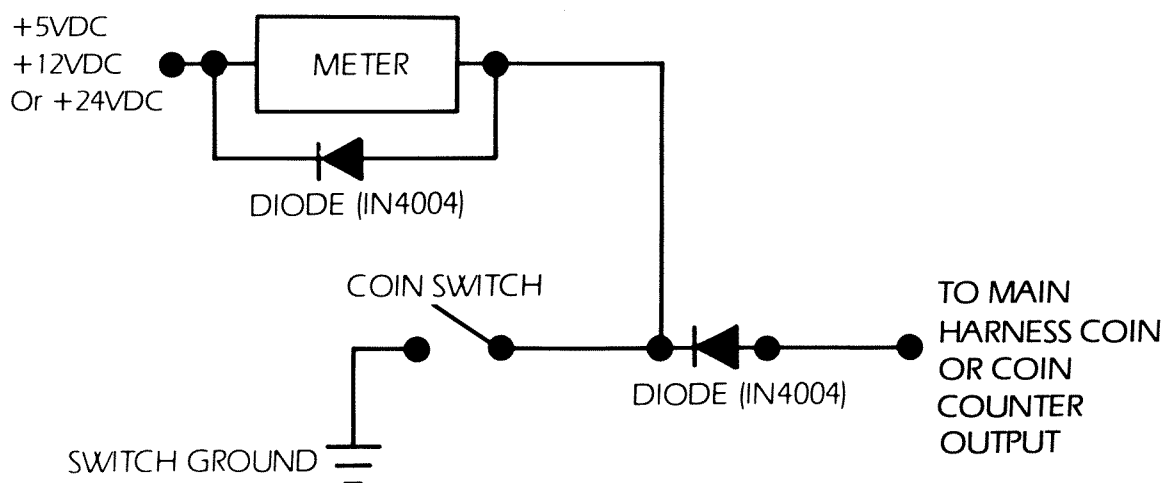 +5VDC
+12VDC
Or +24VDC
METER
DIODE (IN4004)
COIN SWITCH
TO MAIN
HARNESS COIN
OR COIN
COUNTER
OUTPUT
DIODE (IN4004)
SWITCH GROUND